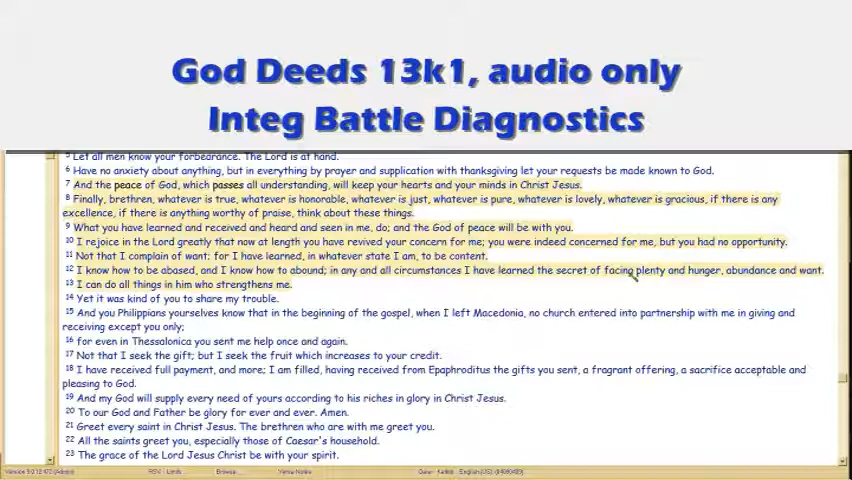 God Deeds 13k1, audio only
Integ Battle Diagnostics
5 Let all men know your forbearance. The Lord is at hand.
6 Have no anxiety about anything, but in everything by prayer and supplication with thanksgiving let your requests be made known to God.
7 And the peace of God, which passes all understanding, will keep your hearts and your minds in Christ Jesus.
8 Finally, brethren, whatever is true, whatever is honorable, whatever is just, whatever is pure, whatever is lovely, whatever is gracious, if there is any
excellence, if there is anything worthy of praise, think about these things.
9 What you have learned and received and heard and seen in me, do; and the God of peace will be with you.
10 I rejoice in the Lord greatly that now at length you have revived your concern for me; you were indeed concerned for me, but you had no opportunity.
11 Not that I complain of want; for I have learned, in whatever state I am, to be content.
12 I know how to be abased, and I know how to abound; in any and all circumstances I have learned the secret of facing plenty and hunger, abundance and want.
13 I can do all things in him who strengthens me.
14 Yet it was kind of you to share my trouble.
15 And you Philippians yourselves know that in the beginning of the gospel, when I left Macedonia, no church entered into partnership with me in giving and
receiving except you only;
16 for even in Thessalonica you sent me help once and again.
17 Not that I seek the gift; but I seek the fruit which increases to your credit.
18 I have received full payment, and more; I am filled, having received from Epaphroditus the gifts you sent, a fragrant offering, a sacrifice acceptable and
pleasing to God.
19 And my God will supply every need of yours according to his riches in glory in Christ Jesus.
20 To our God and Father be glory for ever and ever. Amen.
21 Greet every saint in Christ Jesus. The brethren who are with me greet you.
22 All the saints greet you, especially those of Caesar's household.
23 The grace of the Lord Jesus Christ be with your spirit.
RSV - Browse... Verse Notes English (US)